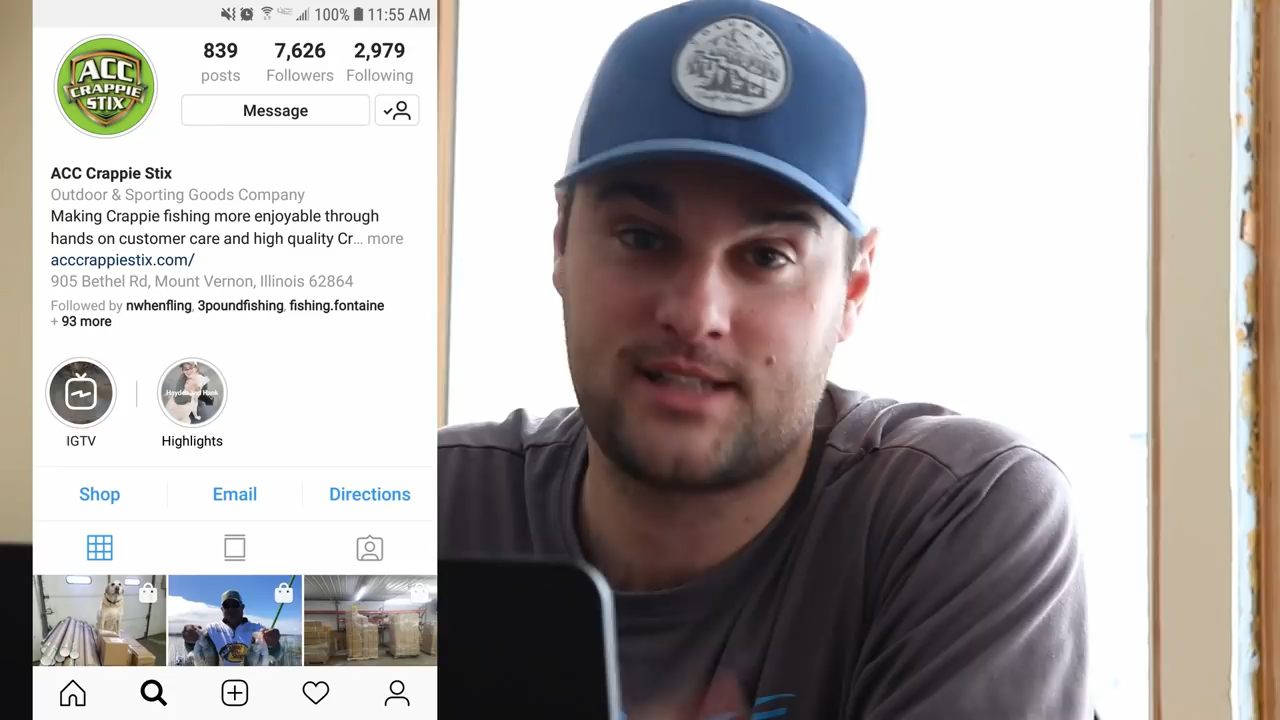 100% 11:55 AM
ACC
CRAPPIE
STIX
839 7,626 2,979
posts Followers Following
Message
ACC Crappie Stix
Outdoor & Sporting Goods Company
Making Crappie fishing more enjoyable through
hands on customer care and high quality Cr... more
acccrappiestix.com/
905 Bethel Rd, Mount Vernon, Illinois 62864
Followed by nwhenfling, 3poundfishing, fishing.fontaine
+ 93 more
IGTV Highlights
Shop Email Directions